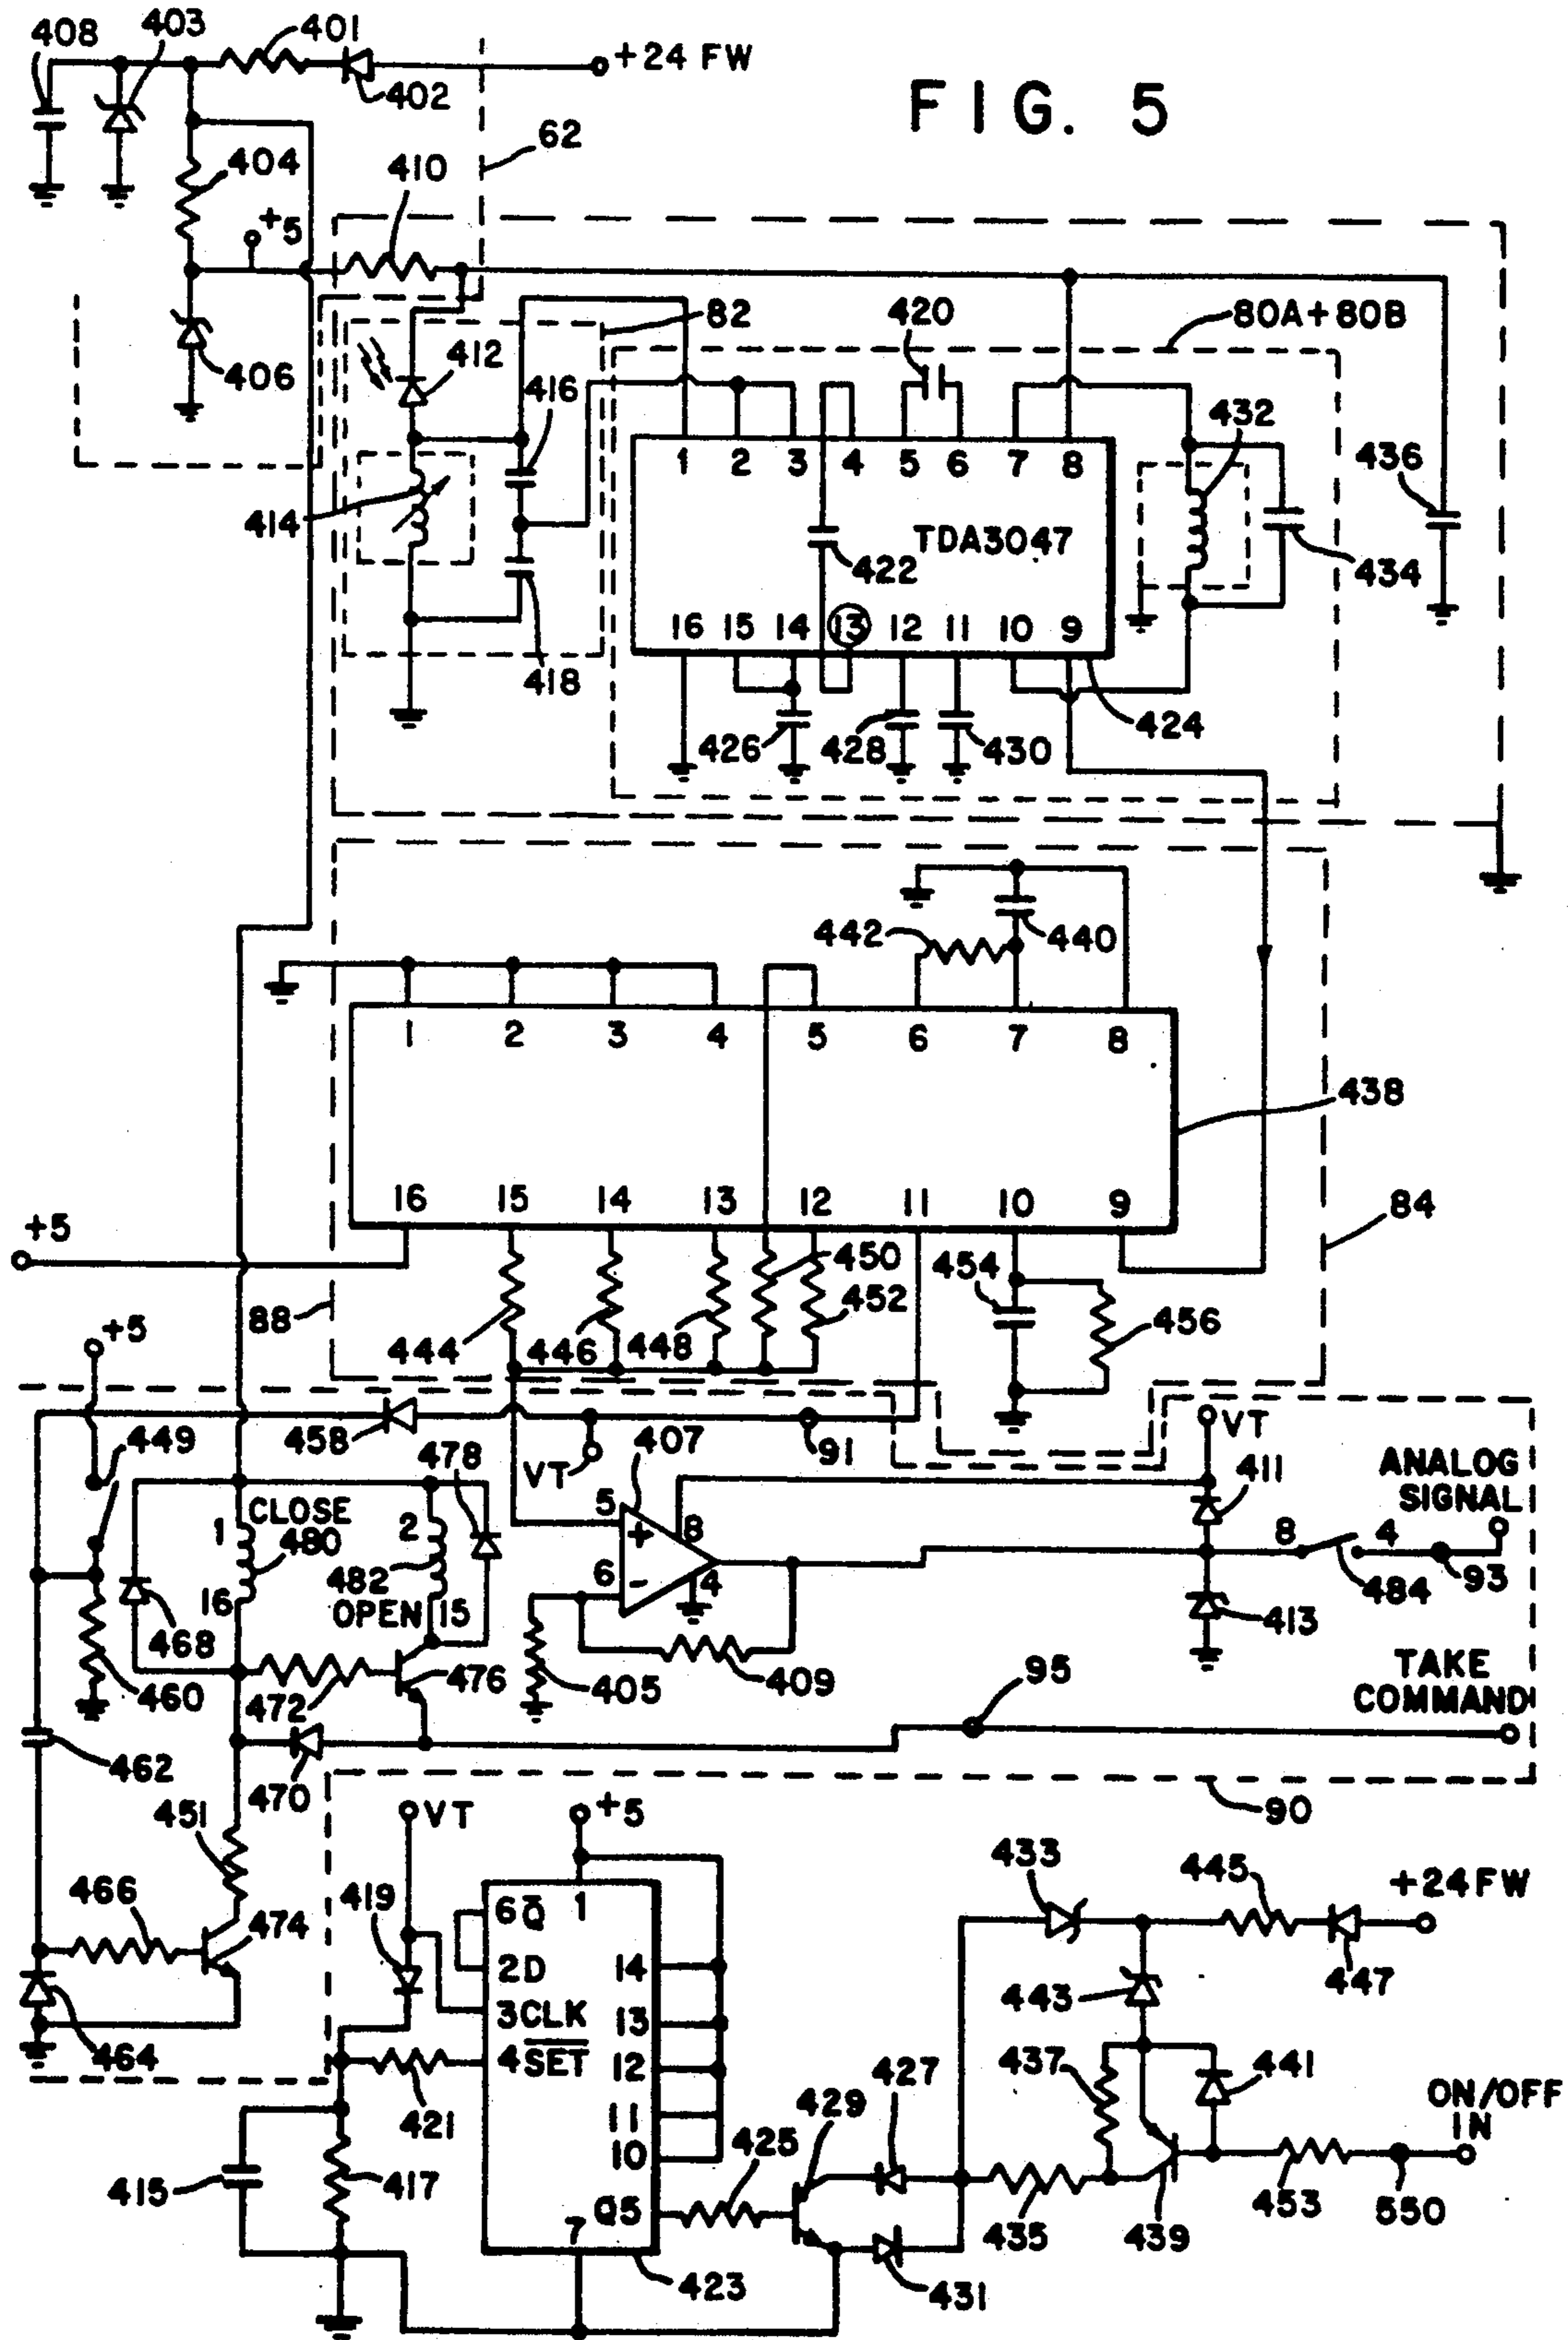 408 403 401
+24 FW
402
FIG. 5
62
404 410
+5
82 420 80A+80B
412
406 416 432
1 2 3 4 5 6 7 8
436
414 TDA3047
422 434
16 15 14 13 12 11 10 9
418
426 428 430 424
442 440
1 2 3 4 5 6 7 8
438
16 15 14 13 12 11 10 9
+5 84
450
454
452
88 456
+5 444 446 448
449 458 478 VT 407 91 VT
411 ANALOG
SIGNAL
CLOSE
1 480 2 5 + 8 8 4
482 6 - 4 484 93
16 OPEN 15 413
468
460 472 476 405 409 95 TAKE
COMMAND
462
470 90
451 VT +5
433 445 +24FW
466 419 6Q̅ 1
474
2D 14 447
3CLK 13 443
464 4S̅E̅T̅ 12 437 441
427 ON/OFF
IN
421 11 429
10 425
415 417 Q5 453 550
7 435 439
423 431